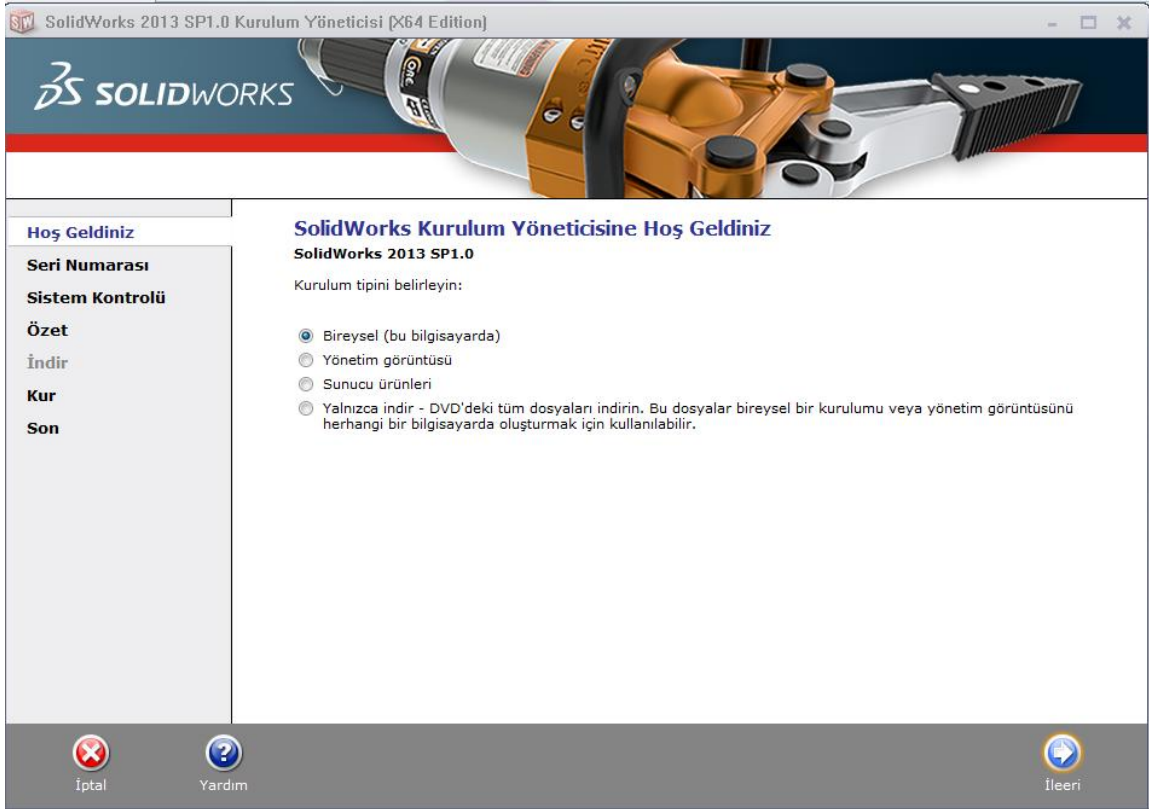 SolidWorks 2013 SP1.0 Kurulum Yöneticisi (X64 Edition)
SOLIDWORKS
Hoş Geldiniz
Seri Numarası
Sistem Kontrolü
Özet
İndir
Kur
Son
SolidWorks Kurulum Yöneticisine Hoş Geldiniz
SolidWorks 2013 SP1.0
Kurulum tipini belirleyin:
Bireysel (bu bilgisayarda)
Yönetim görüntüsü
Sunucu ürünleri
Yalnızca indir - DVD'deki tüm dosyaları indirin. Bu dosyalar bireysel bir kurulumu veya yönetim görüntüsünü
herhangi bir bilgisayarda oluşturmak için kullanılabilir.
İptal
Yardım
İleeri